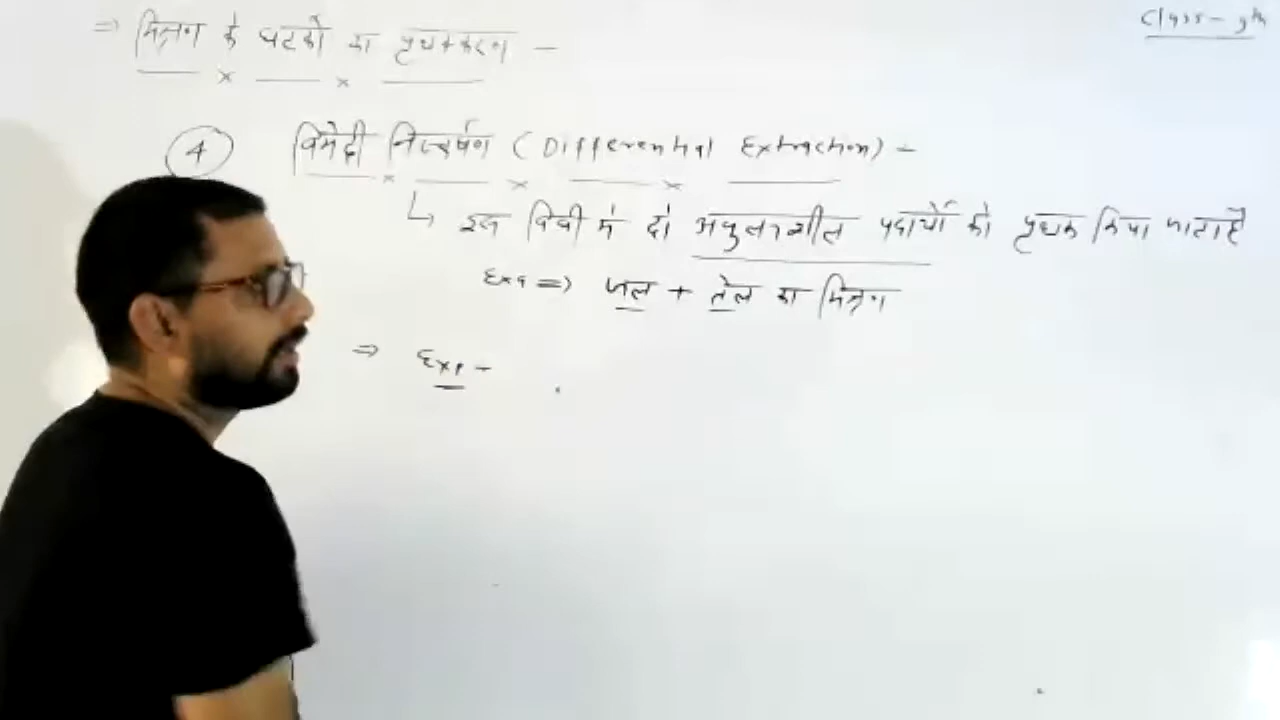 Class - 9th
⇒ मिश्रण के घटकों का पृथक्करण -
4 विभेदी निष्कर्षण (Differential Extraction) -
↳ इस विधी में दो अघुलनशील पदार्थों को पृथक किया जाता है
Exa ⇒ जल + तेल का मिश्रण
⇒ Exp -